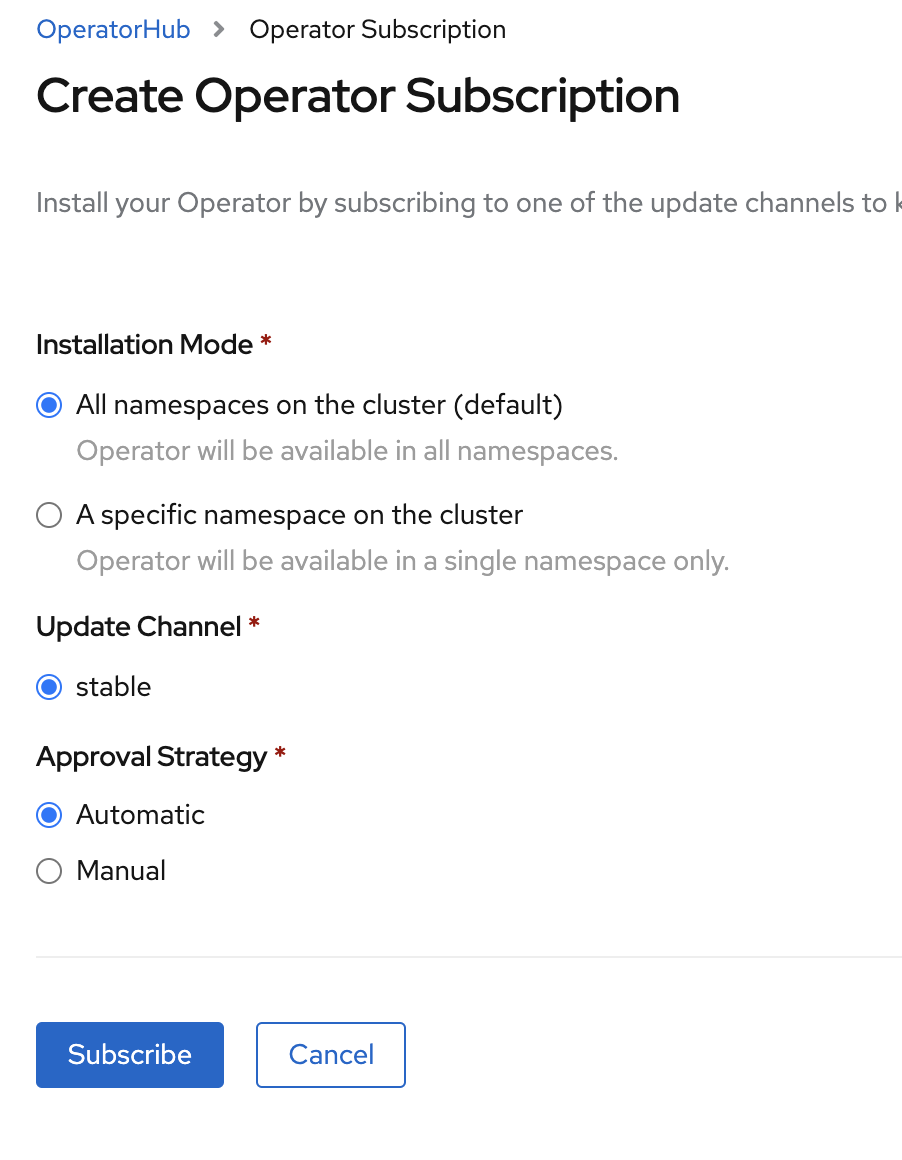 OperatorHub > Operator Subscription
Create Operator Subscription
Install your Operator by subscribing to one of the update channels to
Installation Mode *
All namespaces on the cluster (default)
Operator will be available in all namespaces.
A specific namespace on the cluster
Operator will be available in a single namespace only.
Update Channel *
stable
Approval Strategy *
Automatic
Manual
Subscribe Cancel